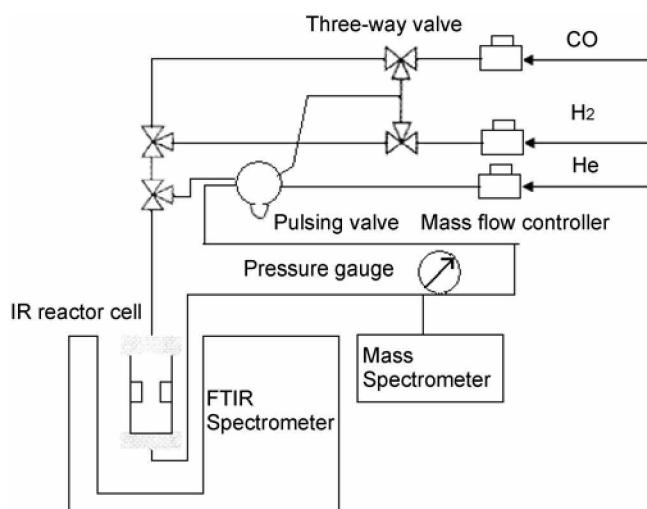 Three-way valve
CO
H2
He
Pulsing valve
Mass flow controller
Pressure gauge
IR reactor cell
Mass
Spectrometer
FTIR
Spectrometer